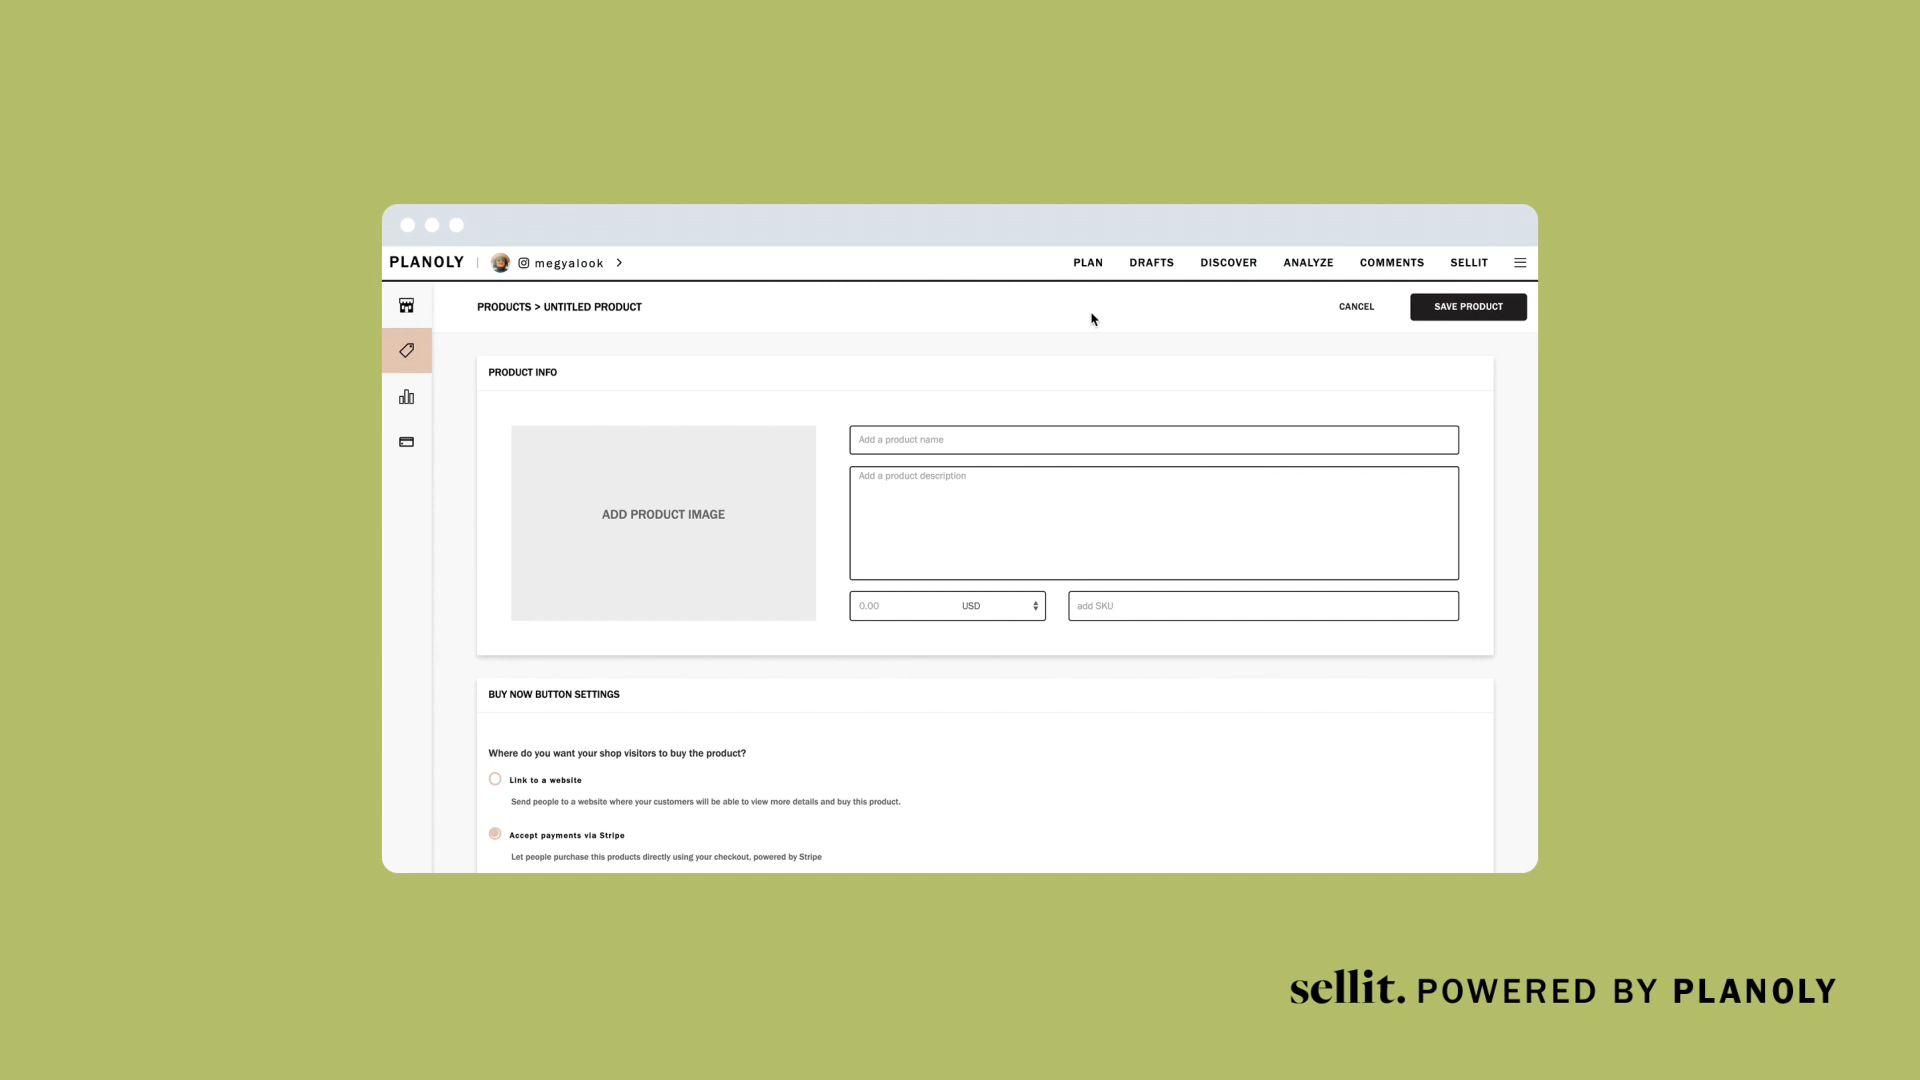 PLANOLY
megyalook
PLAN DRAFTS DISCOVER ANALYZE COMMENTS SELLIT
PRODUCTS > UNTITLED PRODUCT
CANCEL
SAVE PRODUCT
PRODUCT INFO
ADD PRODUCT IMAGE
Add a product name
Add a product description
0.00 USD
add SKU
BUY NOW BUTTON SETTINGS
Where do you want your shop visitors to buy the product?
Link to a website
Send people to a website where your customers will be able to view more details and buy this product.
Accept payments via Stripe
Let people purchase this products directly using your checkout, powered by Stripe
sellit. POWERED BY PLANOLY